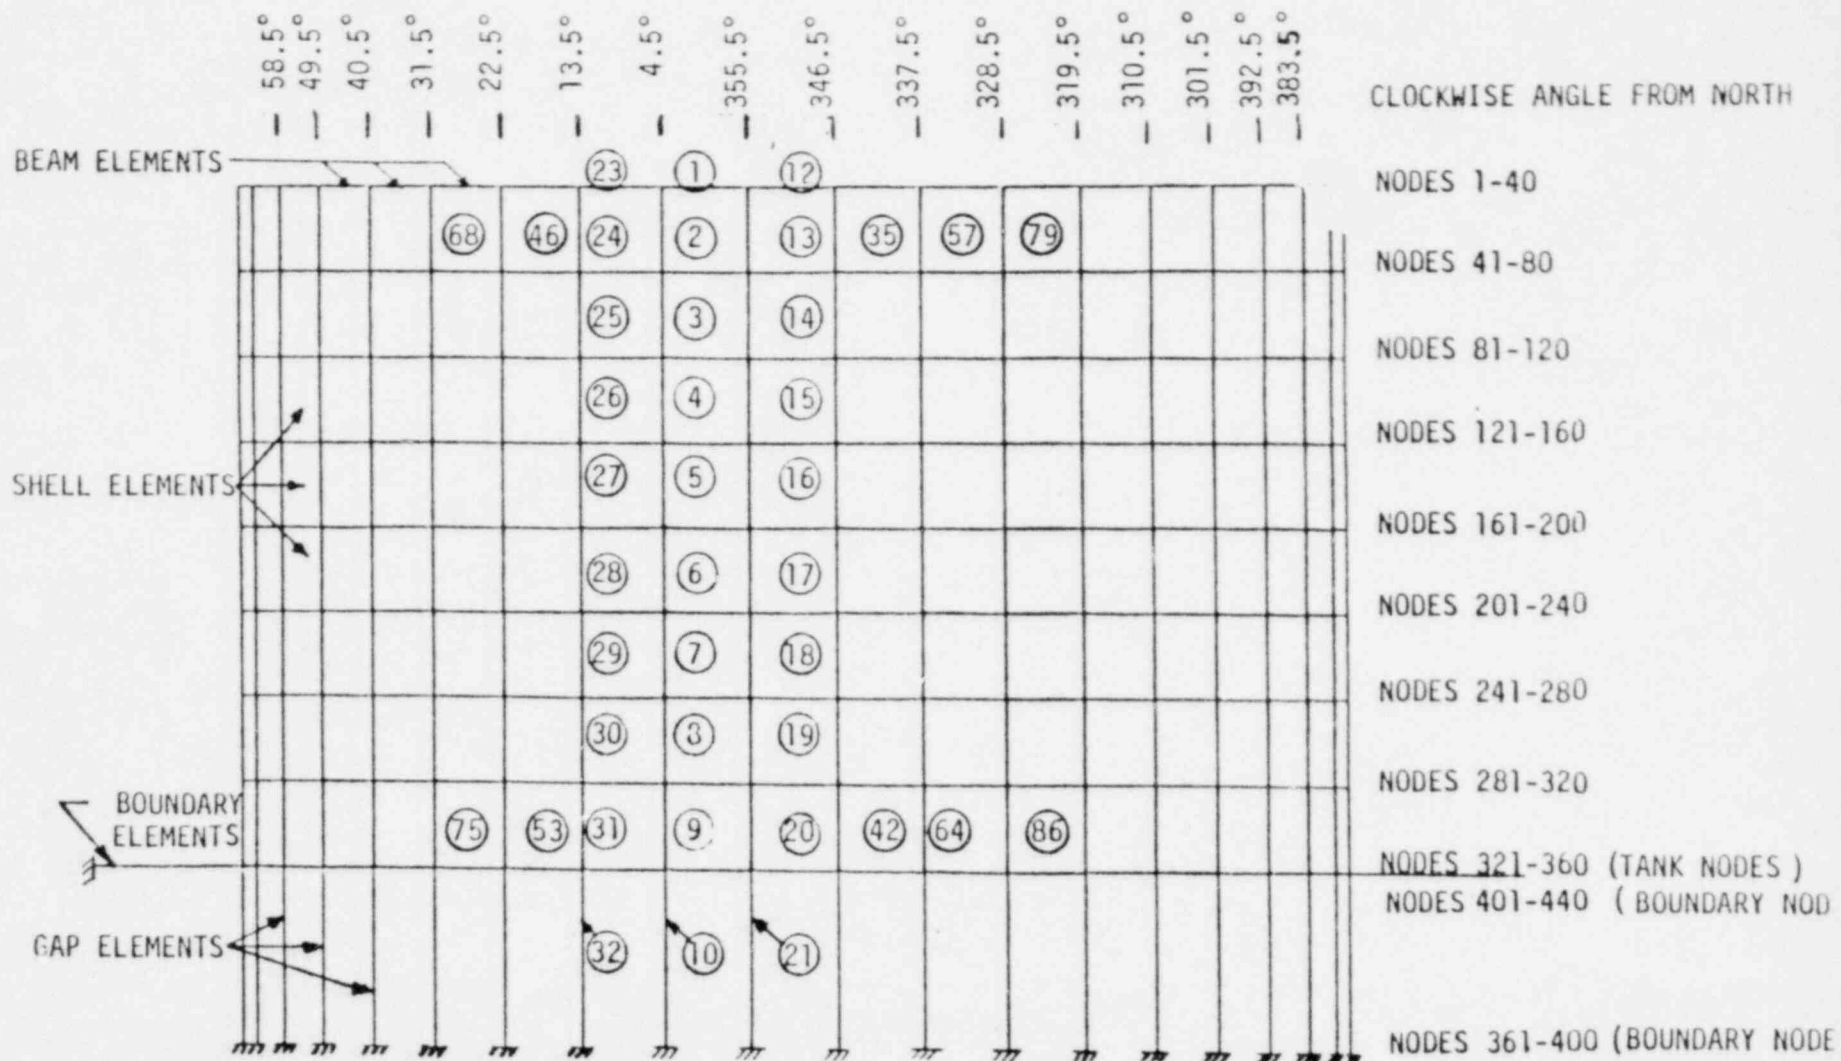 58.5° 49.5° 40.5° 31.5° 22.5° 13.5° 4.5° 355.5° 346.5° 337.5° 328.5° 319.5° 310.5° 301.5° 392.5° 383.5°
CLOCKWISE ANGLE FROM NORTH
BEAM ELEMENTS
23 1 12
NODES 1-40
68 46 24 2 13 35 57 79
NODES 41-80
25 3 14
NODES 81-120
26 4 15
NODES 121-160
SHELL ELEMENTS
27 5 16
NODES 161-200
28 6 17
NODES 201-240
29 7 18
NODES 241-280
30 8 19
NODES 281-320
BOUNDARY
ELEMENTS
75 53 31 9 20 42 64 86
NODES 321-360 (TANK NODES)
NODES 401-440 (BOUNDARY NOD
GAP ELEMENTS
32 10 21
NODES 361-400 (BOUNDARY NODE